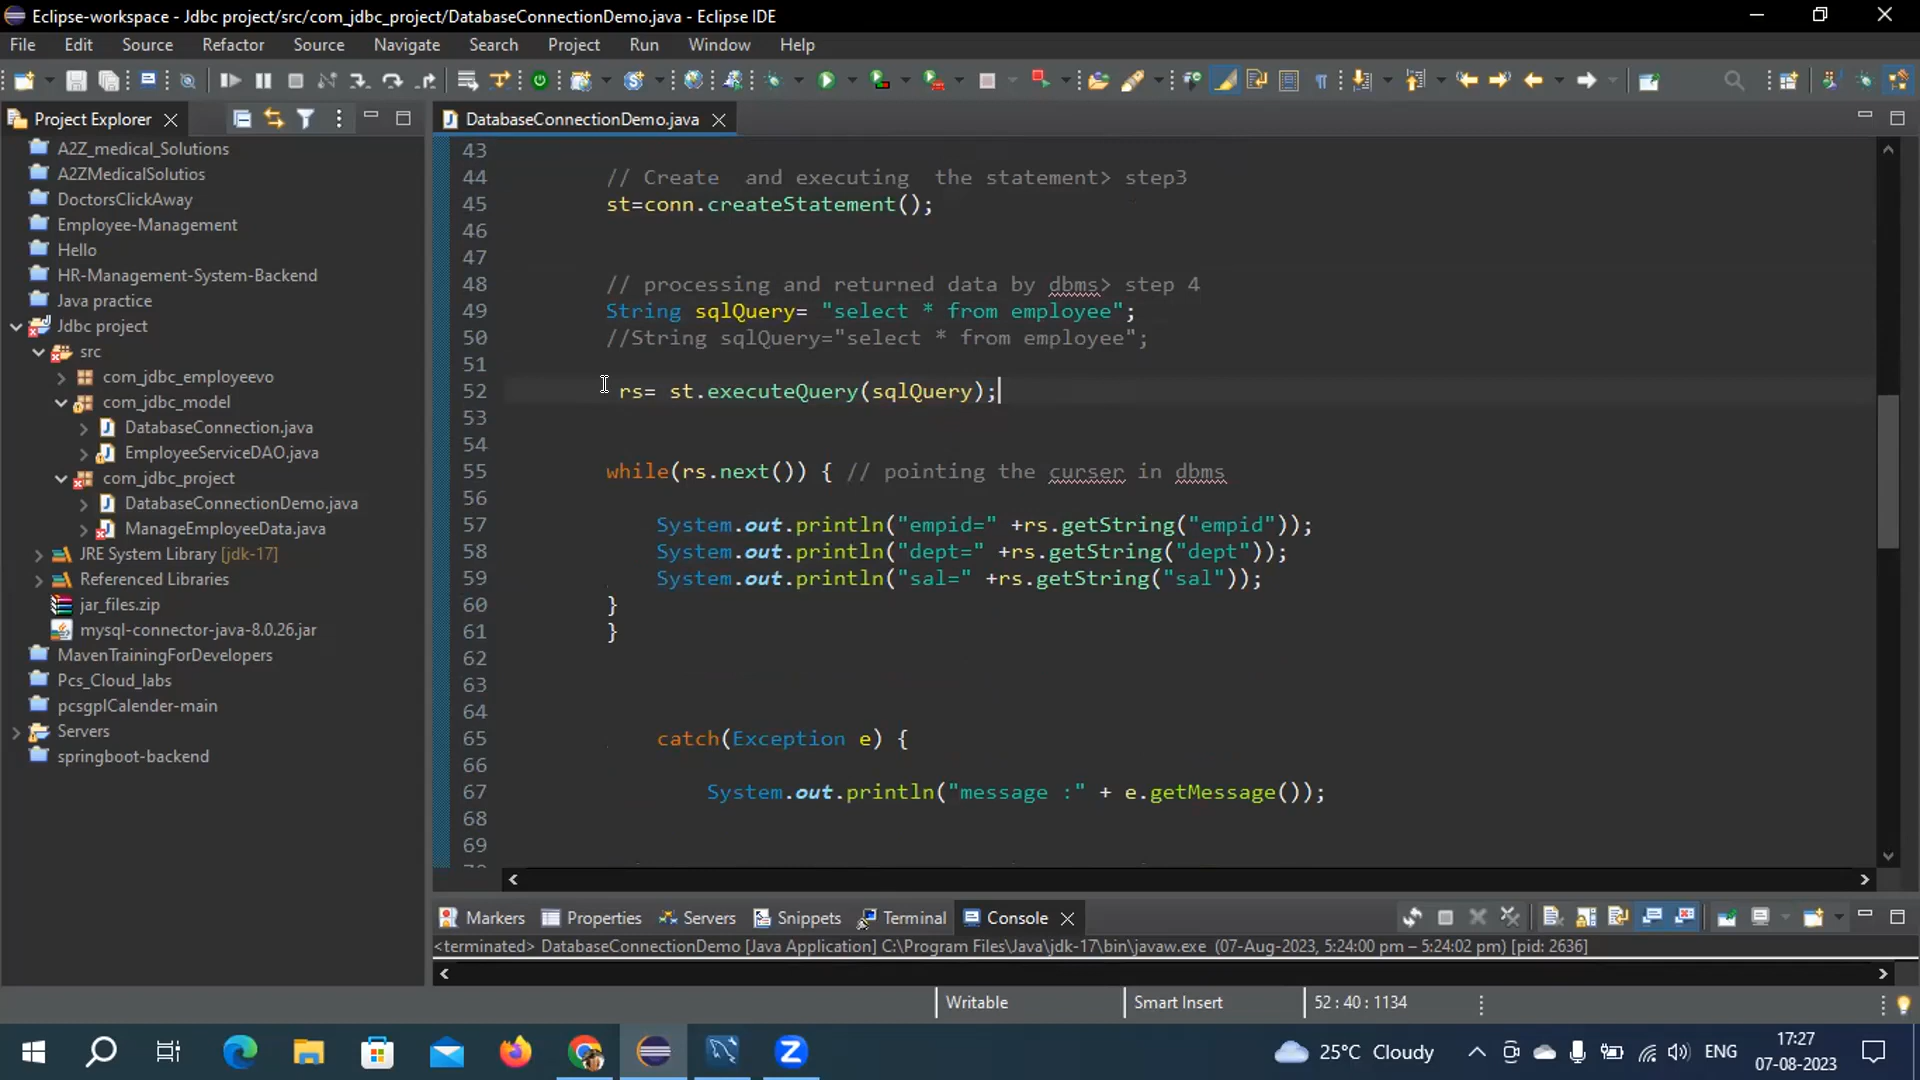 Eclipse-workspace - Jdbc project/src/com_jdbc_project/DatabaseConnectionDemo.java - Eclipse IDE
File Edit Source Refactor Source Navigate Search Project Run Window Help
Project Explorer
A2Z_medical_Solutions
A2ZMedicalSolutios
DoctorsClickAway
Employee-Management
Hello
HR-Management-System-Backend
Java practice
Jdbc project
src
com_jdbc_employeevo
com_jdbc_model
DatabaseConnection.java
EmployeeServiceDAO.java
com_jdbc_project
DatabaseConnectionDemo.java
ManageEmployeeData.java
JRE System Library [jdk-17]
Referenced Libraries
jar_files.zip
mysql-connector-java-8.0.26.jar
MavenTrainingForDevelopers
Pcs_Cloud_labs
pcsgplCalender-main
Servers
springboot-backend
DatabaseConnectionDemo.java
43
44 // Create and executing the statement> step3
45 st=conn.createStatement();
46
47
48 // processing and returned data by dbms> step 4
49 String sqlQuery= "select * from employee";
50 //String sqlQuery="select * from employee";
51
52 rs= st.executeQuery(sqlQuery);
53
54
55 while(rs.next()) { // pointing the curser in dbms
56
57 System.out.println("empid=" +rs.getString("empid"));
58 System.out.println("dept=" +rs.getString("dept"));
59 System.out.println("sal=" +rs.getString("sal"));
60 }
61 }
62
63
64
65 catch(Exception e) {
66
67 System.out.println("message :" + e.getMessage());
68
69
Markers Properties Servers Snippets Terminal Console
<terminated> DatabaseConnectionDemo [Java Application] C:\Program Files\Java\jdk-17\bin\javaw.exe (07-Aug-2023, 5:24:00 pm – 5:24:02 pm) [pid: 2636]
Writable Smart Insert 52 : 40 : 1134
25°C Cloudy ENG 17:27
07-08-2023